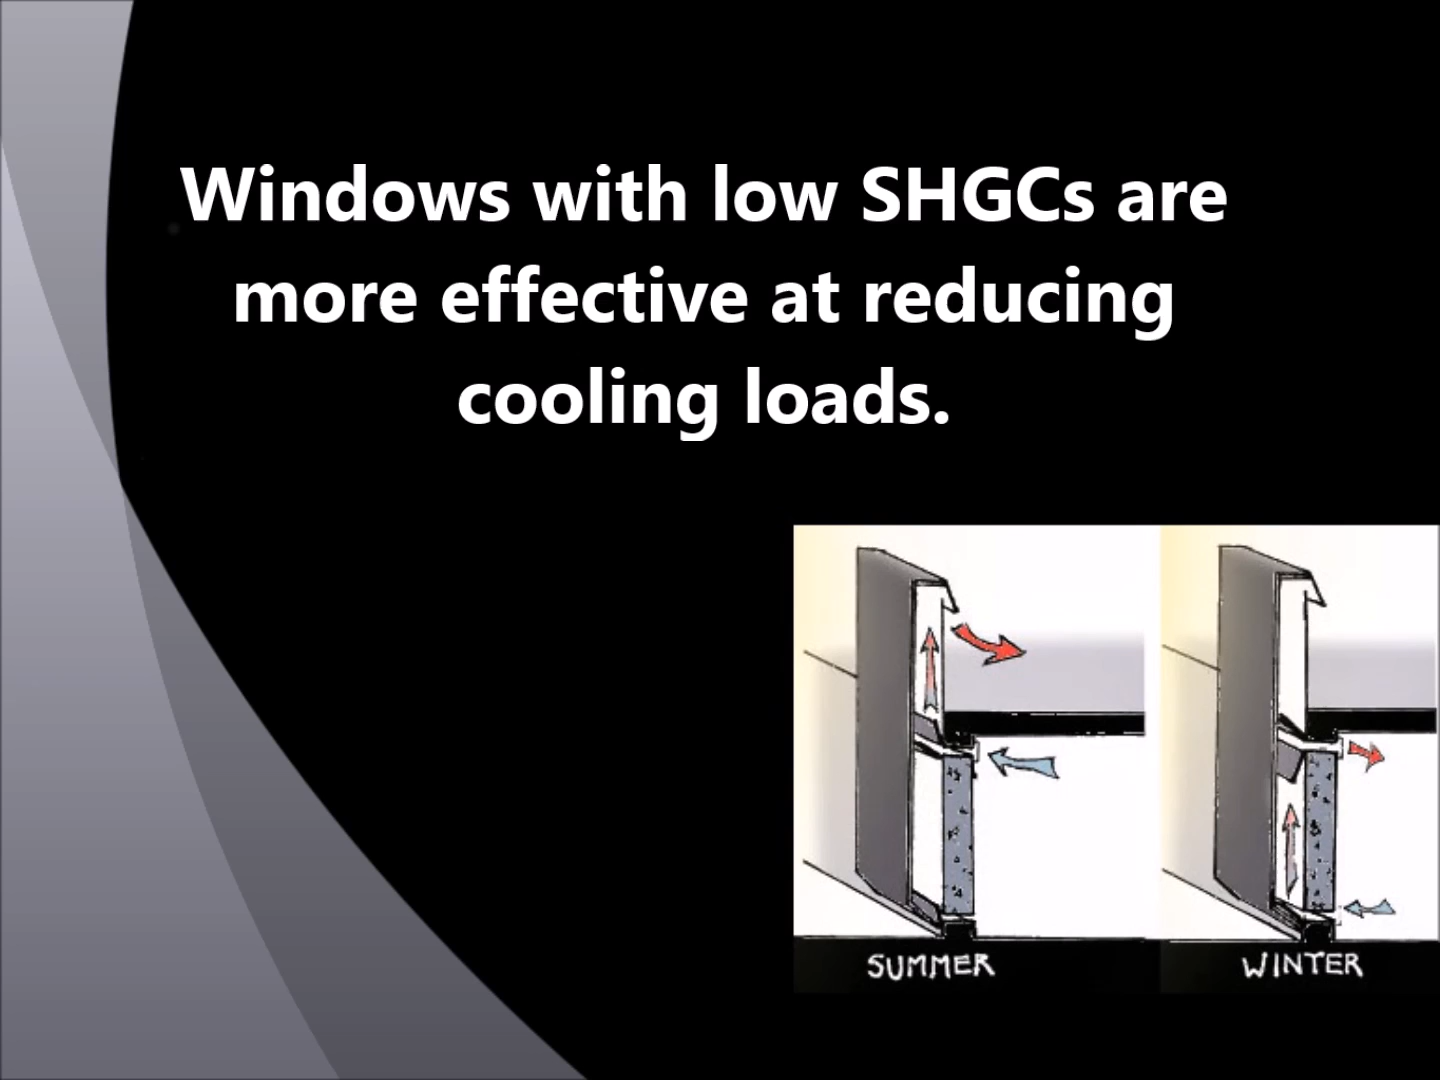 Windows with low SHGCs are
more effective at reducing
cooling loads.
SUMMER
WINTER